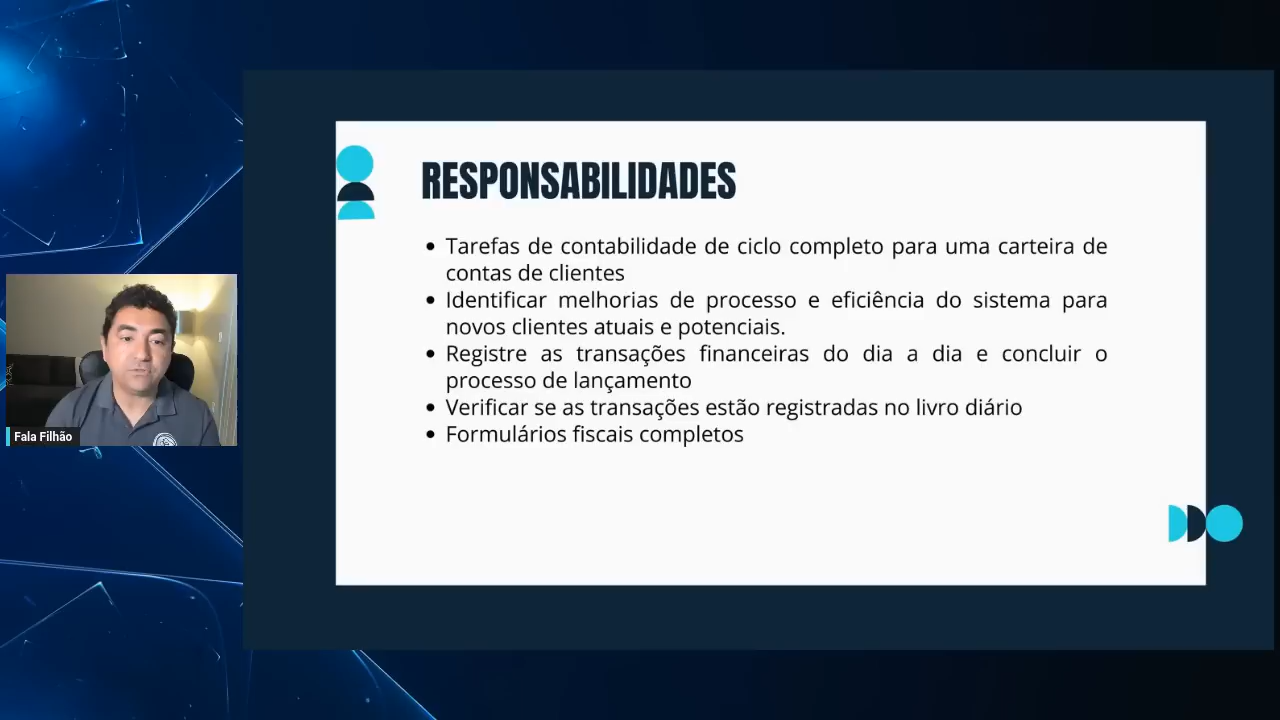 RESPONSABILIDADES
• Tarefas de contabilidade de ciclo completo para uma carteira de
contas de clientes
• Identificar melhorias de processo e eficiência do sistema para
novos clientes atuais e potenciais.
• Registre as transações financeiras do dia a dia e concluir o
processo de lançamento
• Verificar se as transações estão registradas no livro diário
• Formulários fiscais completos
Fala Filhão